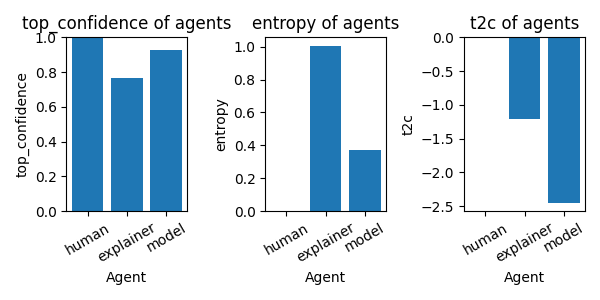 top_confidence of agents
top_confidence
1.0
0.8
0.6
0.4
0.2
0.0
human
explainer
model
Agent
entropy of agents
entropy
1.0
0.8
0.6
0.4
0.2
0.0
human
explainer
model
Agent
t2c of agents
t2c
0.0
−0.5
−1.0
−1.5
−2.0
−2.5
human
explainer
model
Agent